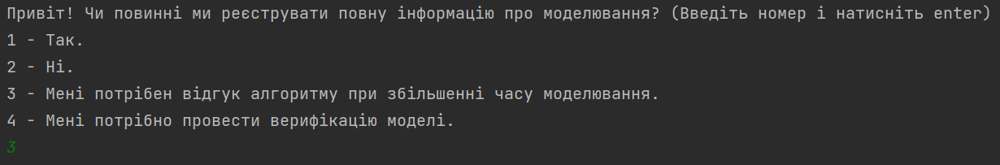 Привіт! Чи повинні ми реєструвати повну інформацію про моделювання? (Введіть номер і натисніть enter)
1 - Так.
2 - Ні.
3 - Мені потрібен відгук алгоритму при збільшенні часу моделювання.
4 - Мені потрібно провести верифікацію моделі.
3